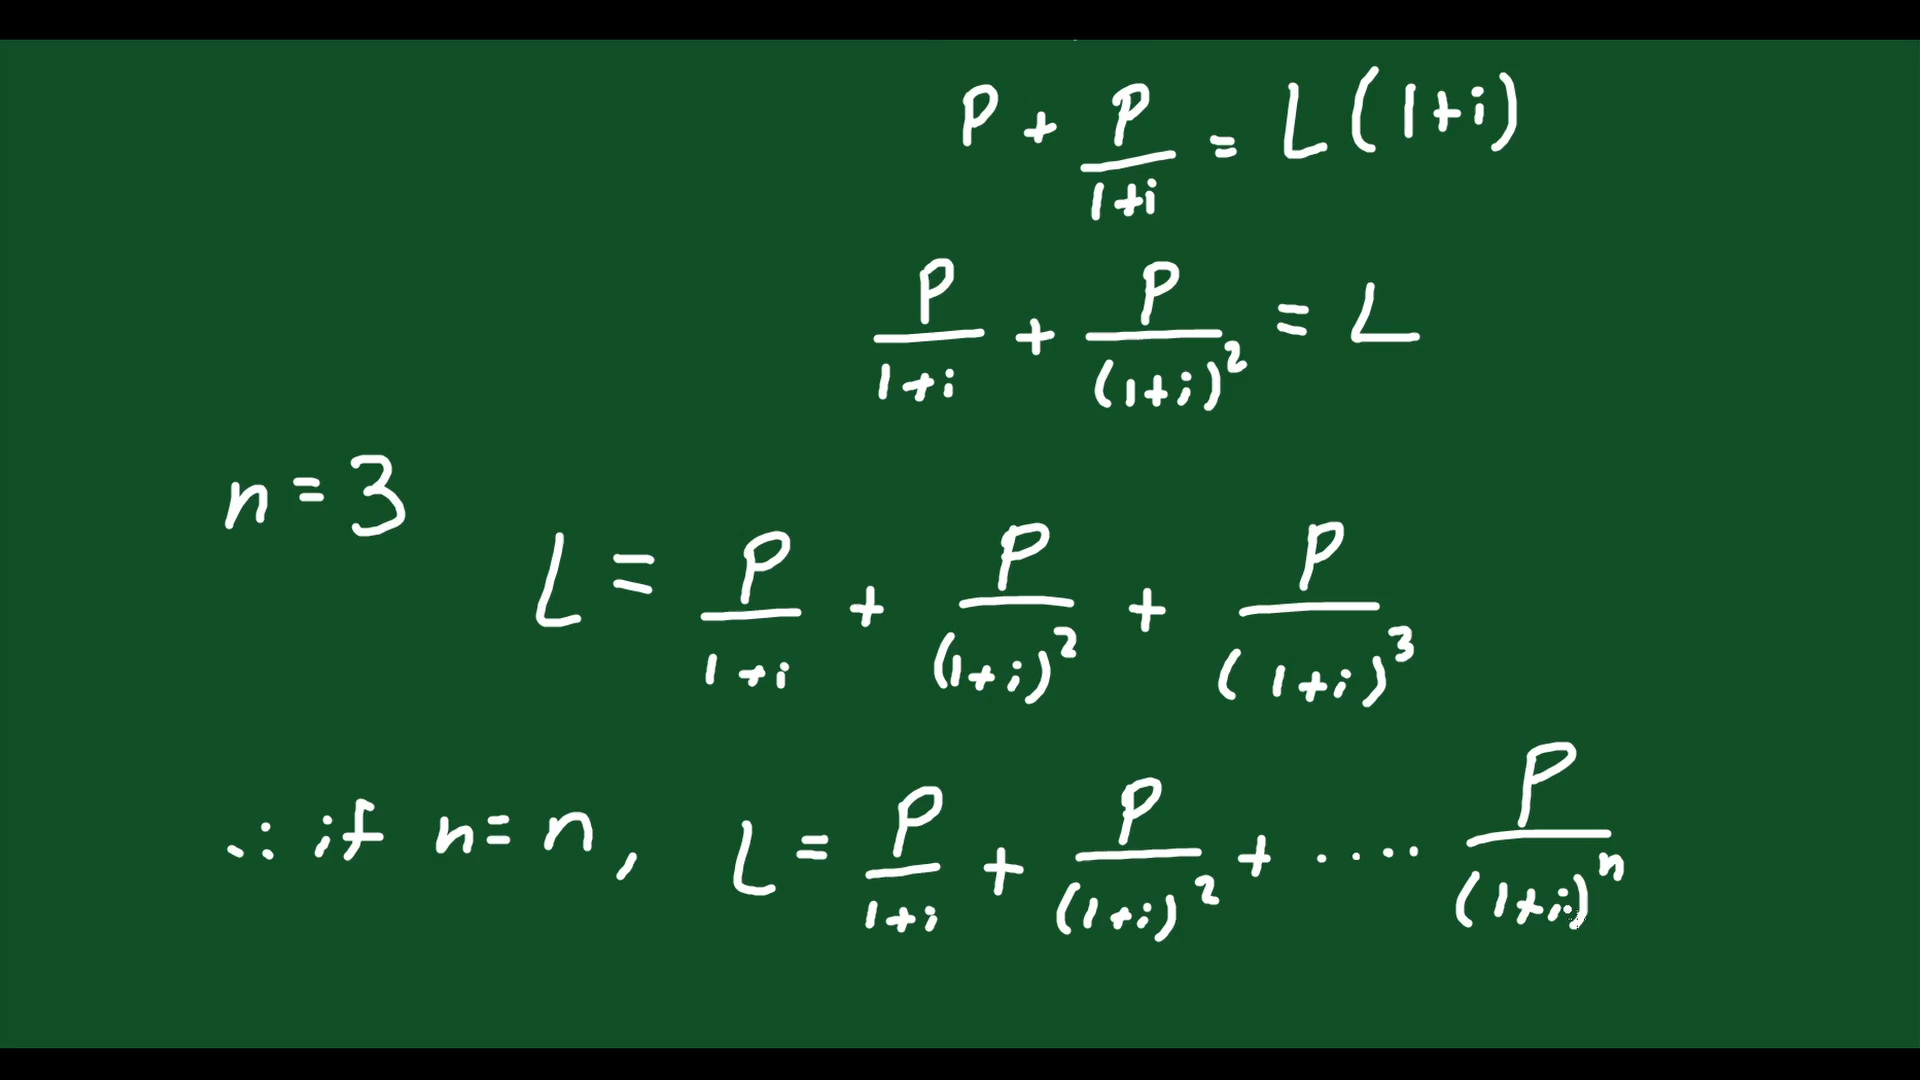 P + P/(1+i) = L(1+i)
P/(1+i) + P/(1+i)² = L
n = 3
L = P/(1+i) + P/(1+i)² + P/(1+i)³
∴ if n = n, L = P/(1+i) + P/(1+i)² + .... P/(1+i)ⁿ